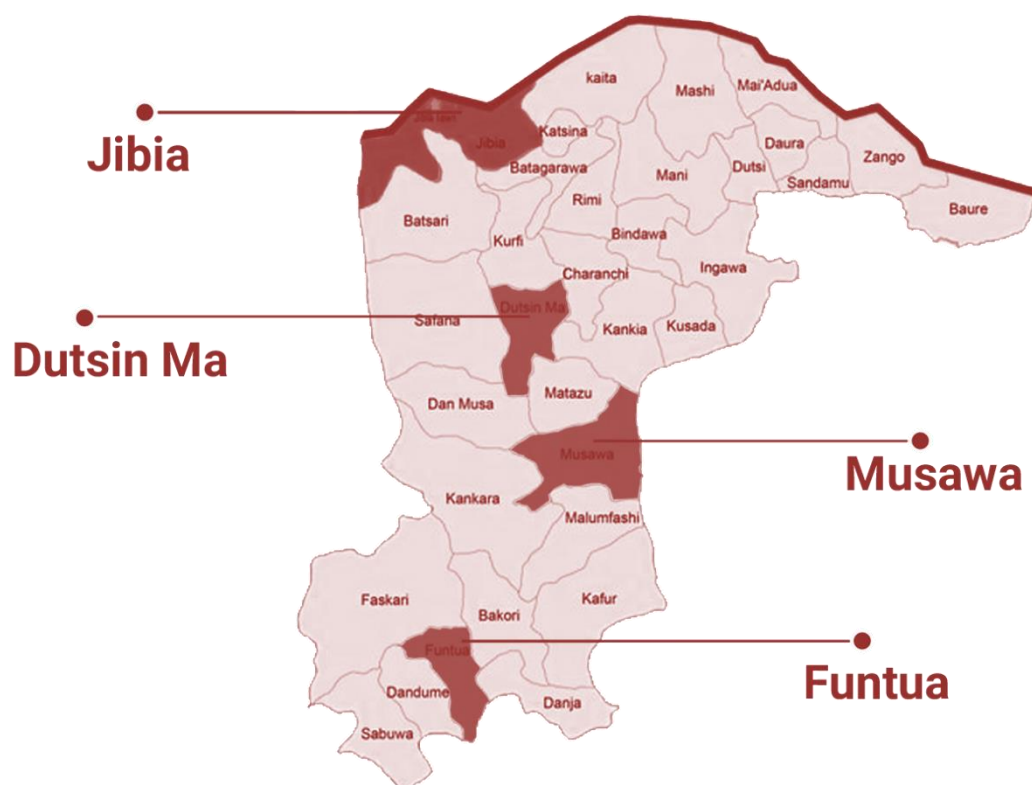 kaita
Mashi
Mai'Adua
Jibia
Katsina
Jibia
Daura
Zango
Batagarawa
Mani
Dutsi
Sandamu
Rimi
Baure
Batsari
Kurfi
Bindawa
Charanchi
Ingawa
Dutsin Ma
Safana
Kankia
Kusada
Dutsin Ma
Matazu
Dan Musa
Musawa
Musawa
Kankara
Malumfashi
Faskari
Bakori
Kafur
Funtua
Funtua
Dandume
Danja
Sabuwa